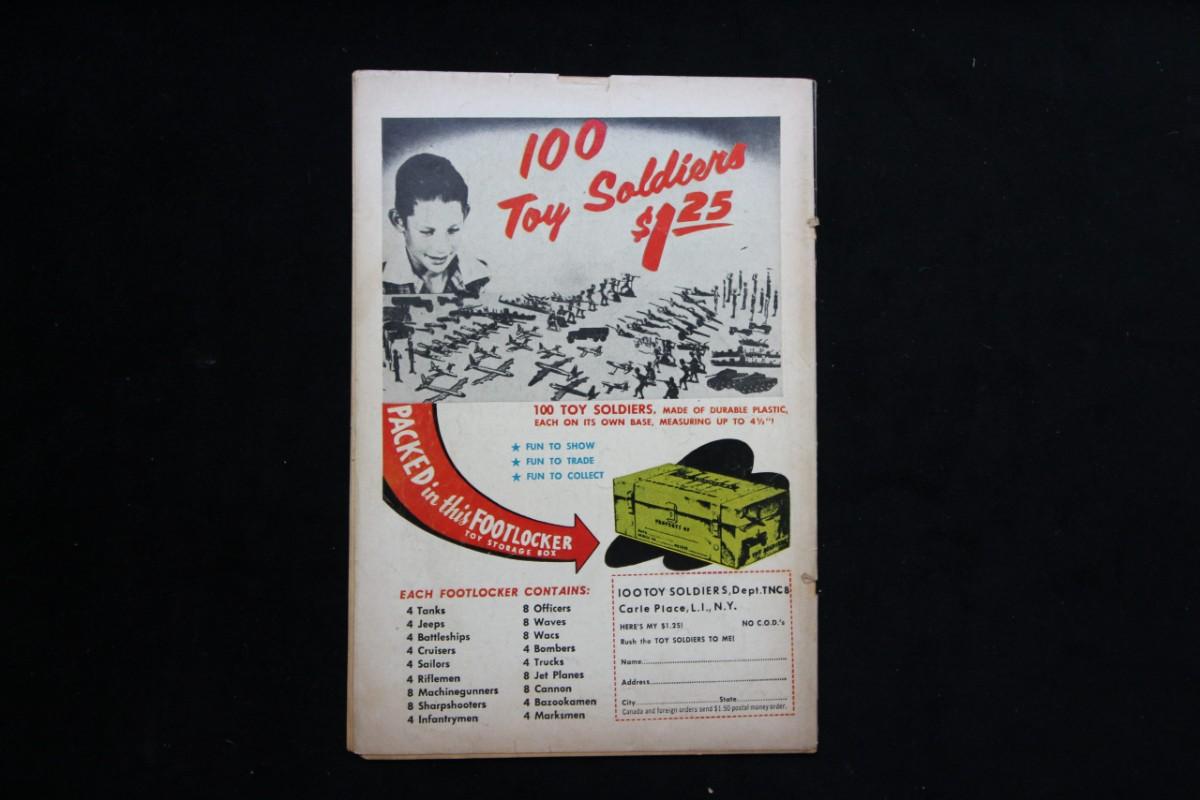 100
Toy Soldiers
$1.25
100 TOY SOLDIERS, MADE OF DURABLE PLASTIC,
EACH ON ITS OWN BASE, MEASURING UP TO 4½"!
★ FUN TO SHOW
★ FUN TO TRADE
★ FUN TO COLLECT
PACKED in this FOOTLOCKER
TOY STORAGE BOX
PROPERTY OF
EACH FOOTLOCKER CONTAINS:
4 Tanks
4 Jeeps
4 Battleships
4 Cruisers
4 Sailors
4 Riflemen
8 Machinegunners
8 Sharpshooters
4 Infantrymen
8 Officers
8 Waves
8 Wacs
4 Bombers
4 Trucks
8 Jet Planes
8 Cannon
4 Bazookamen
4 Marksmen
100 TOY SOLDIERS, Dept. TNC8
Carle Place, L.I., N.Y.
HERE'S MY $1.25! NO C.O.D.'s
Rush the TOY SOLDIERS TO ME!
Name
Address
City State
Canada and foreign orders send $1.50 postal money order.